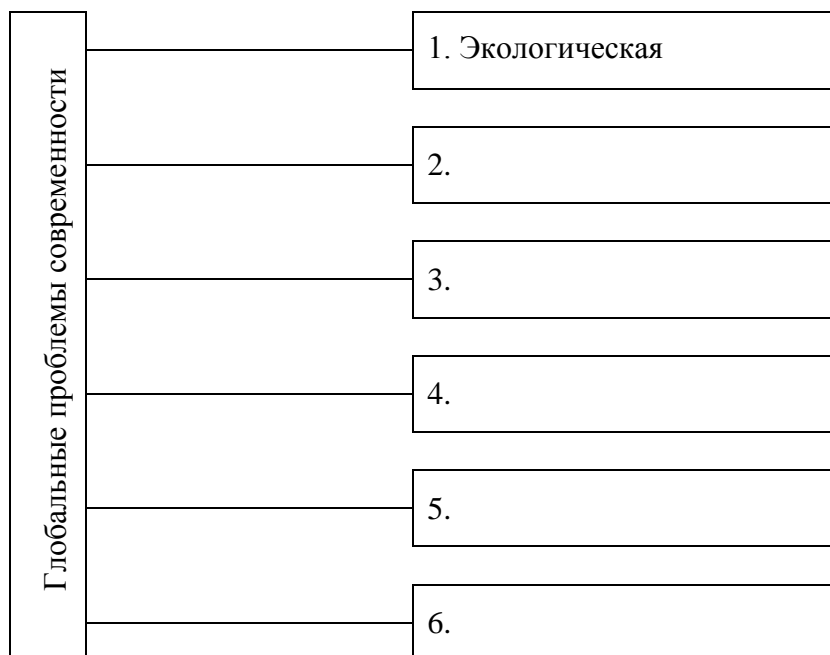 Глобальные проблемы современности
1. Экологическая
2.
3.
4.
5.
6.